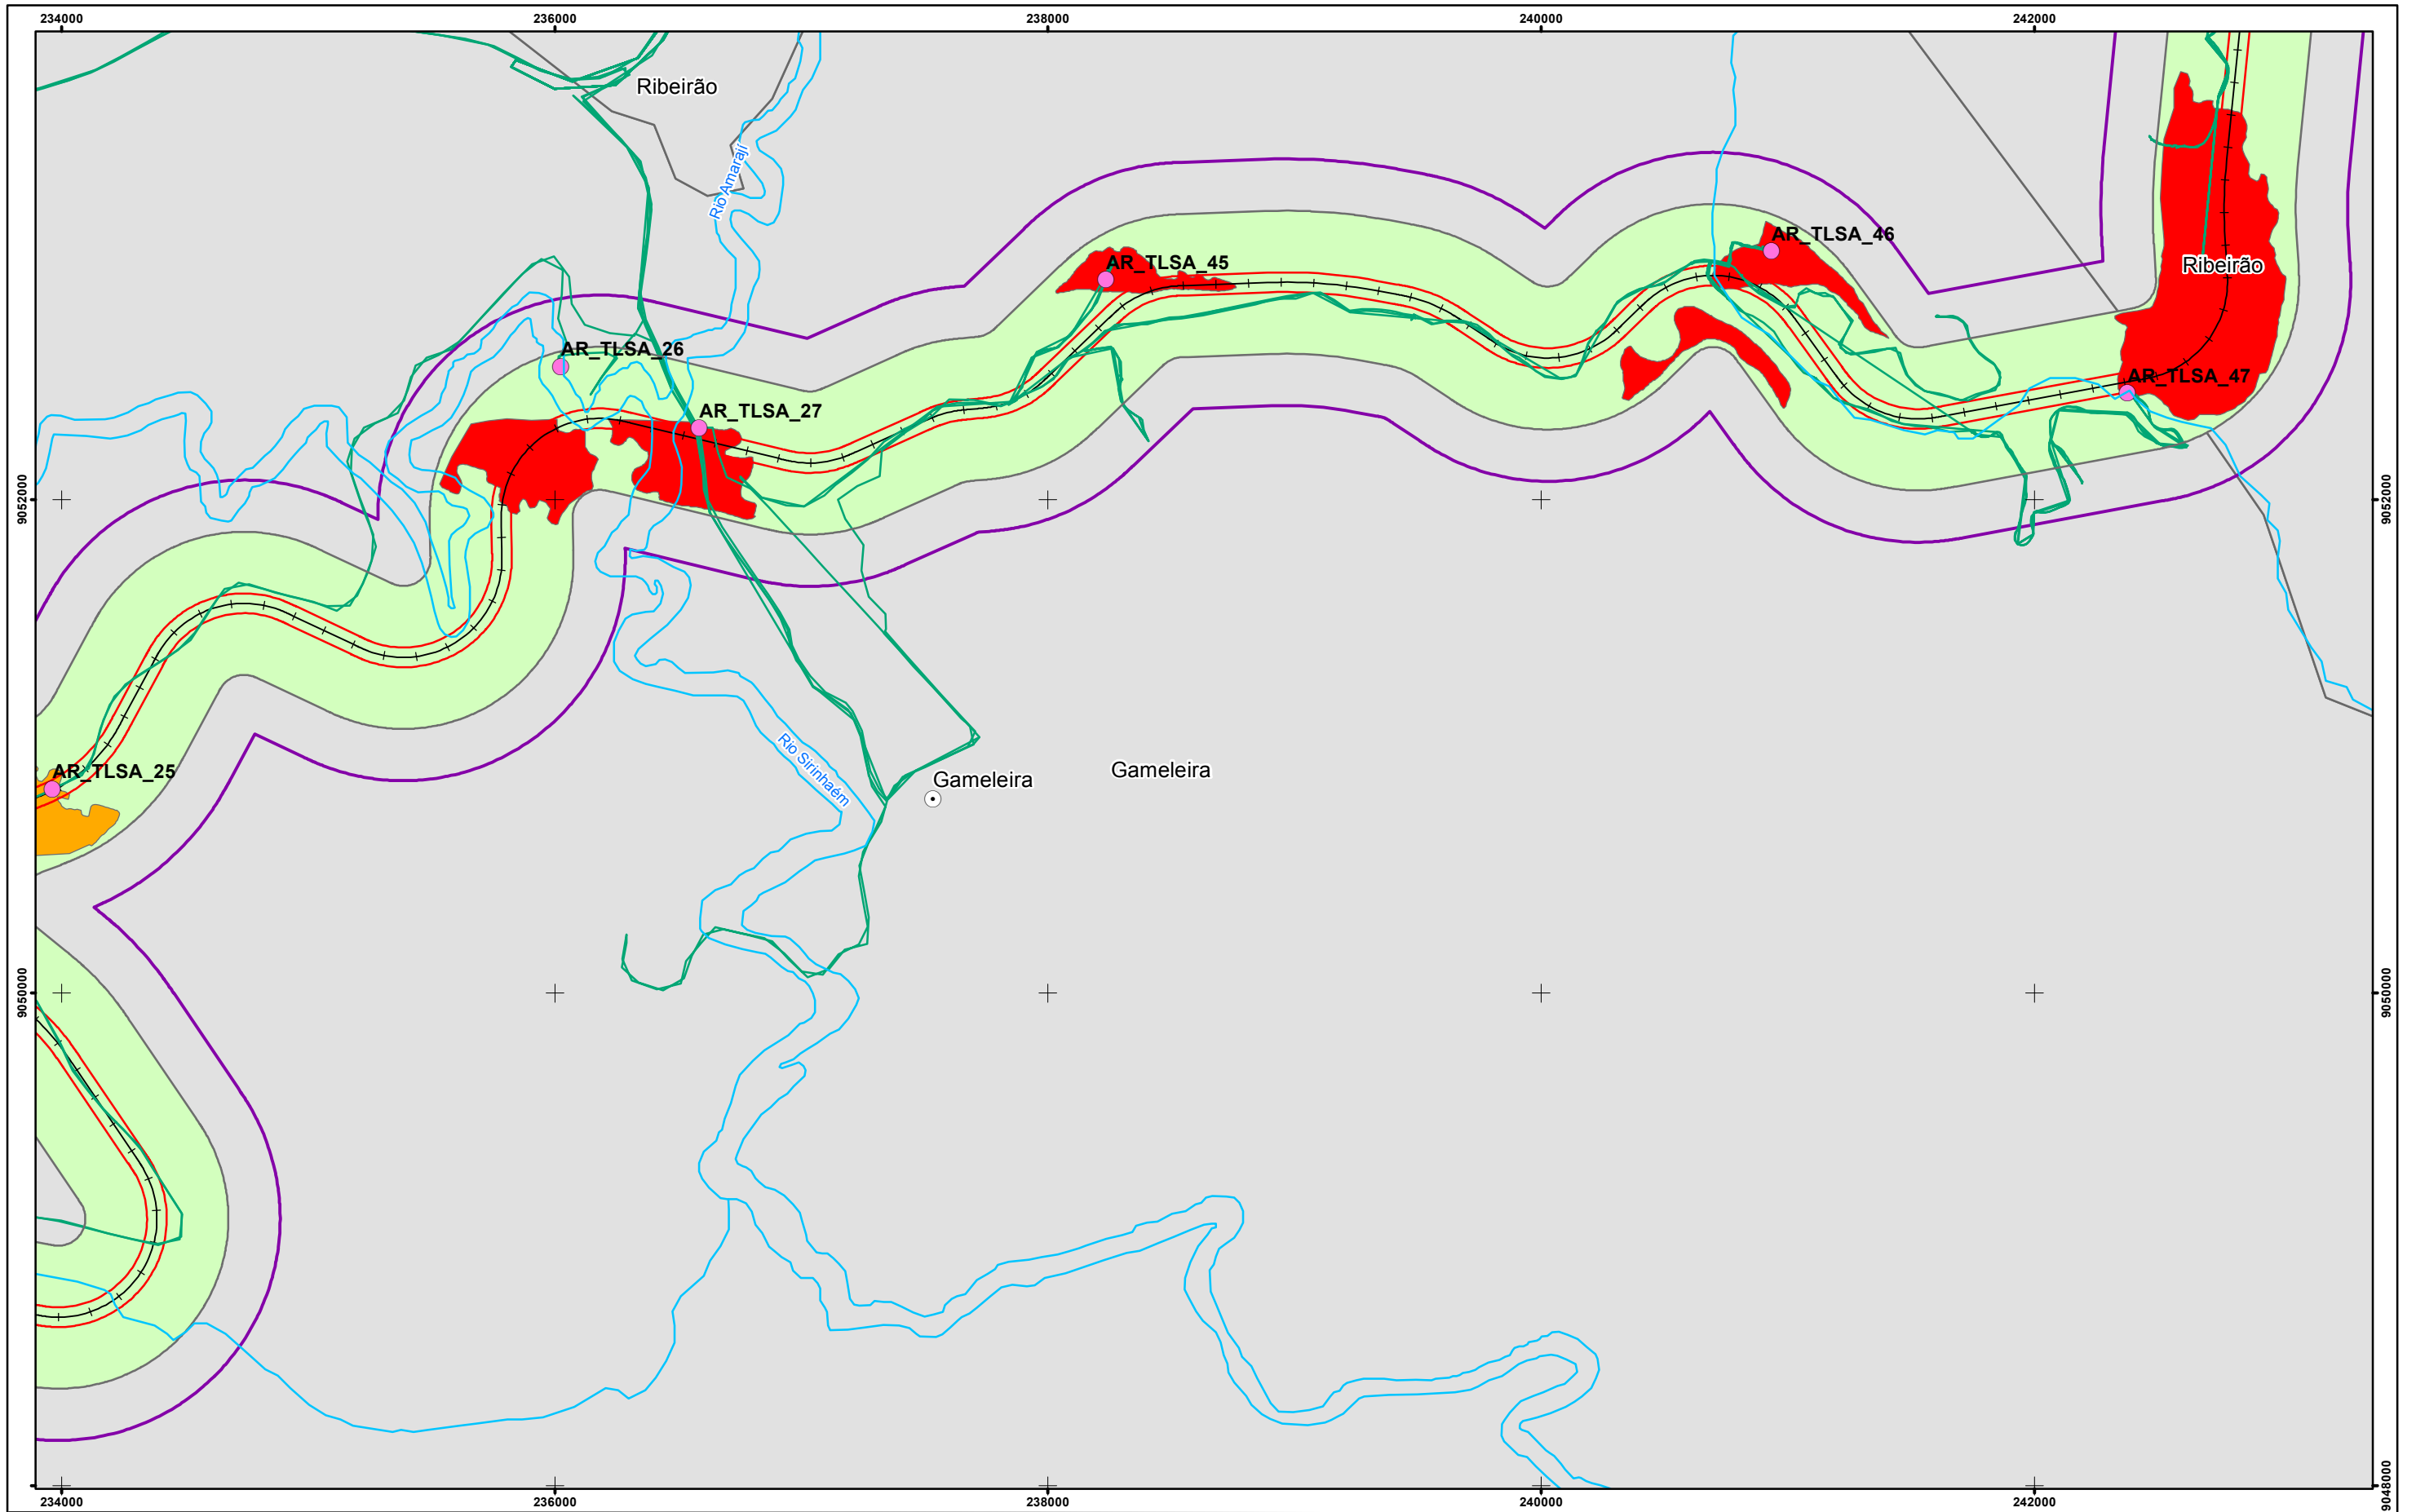 234000
236000
238000
240000
242000
Ribeirão
Rio Amaraji
AR_TLSA_46
AR_TLSA_45
Ribeirão
AR_TLSA_26
AR_TLSA_47
AR_TLSA_27
9052000
9052000
Rio Sirinhaém
AR_TLSA_25
Gameleira
Gameleira
9050000
9050000
9048000
234000
236000
238000
240000
242000